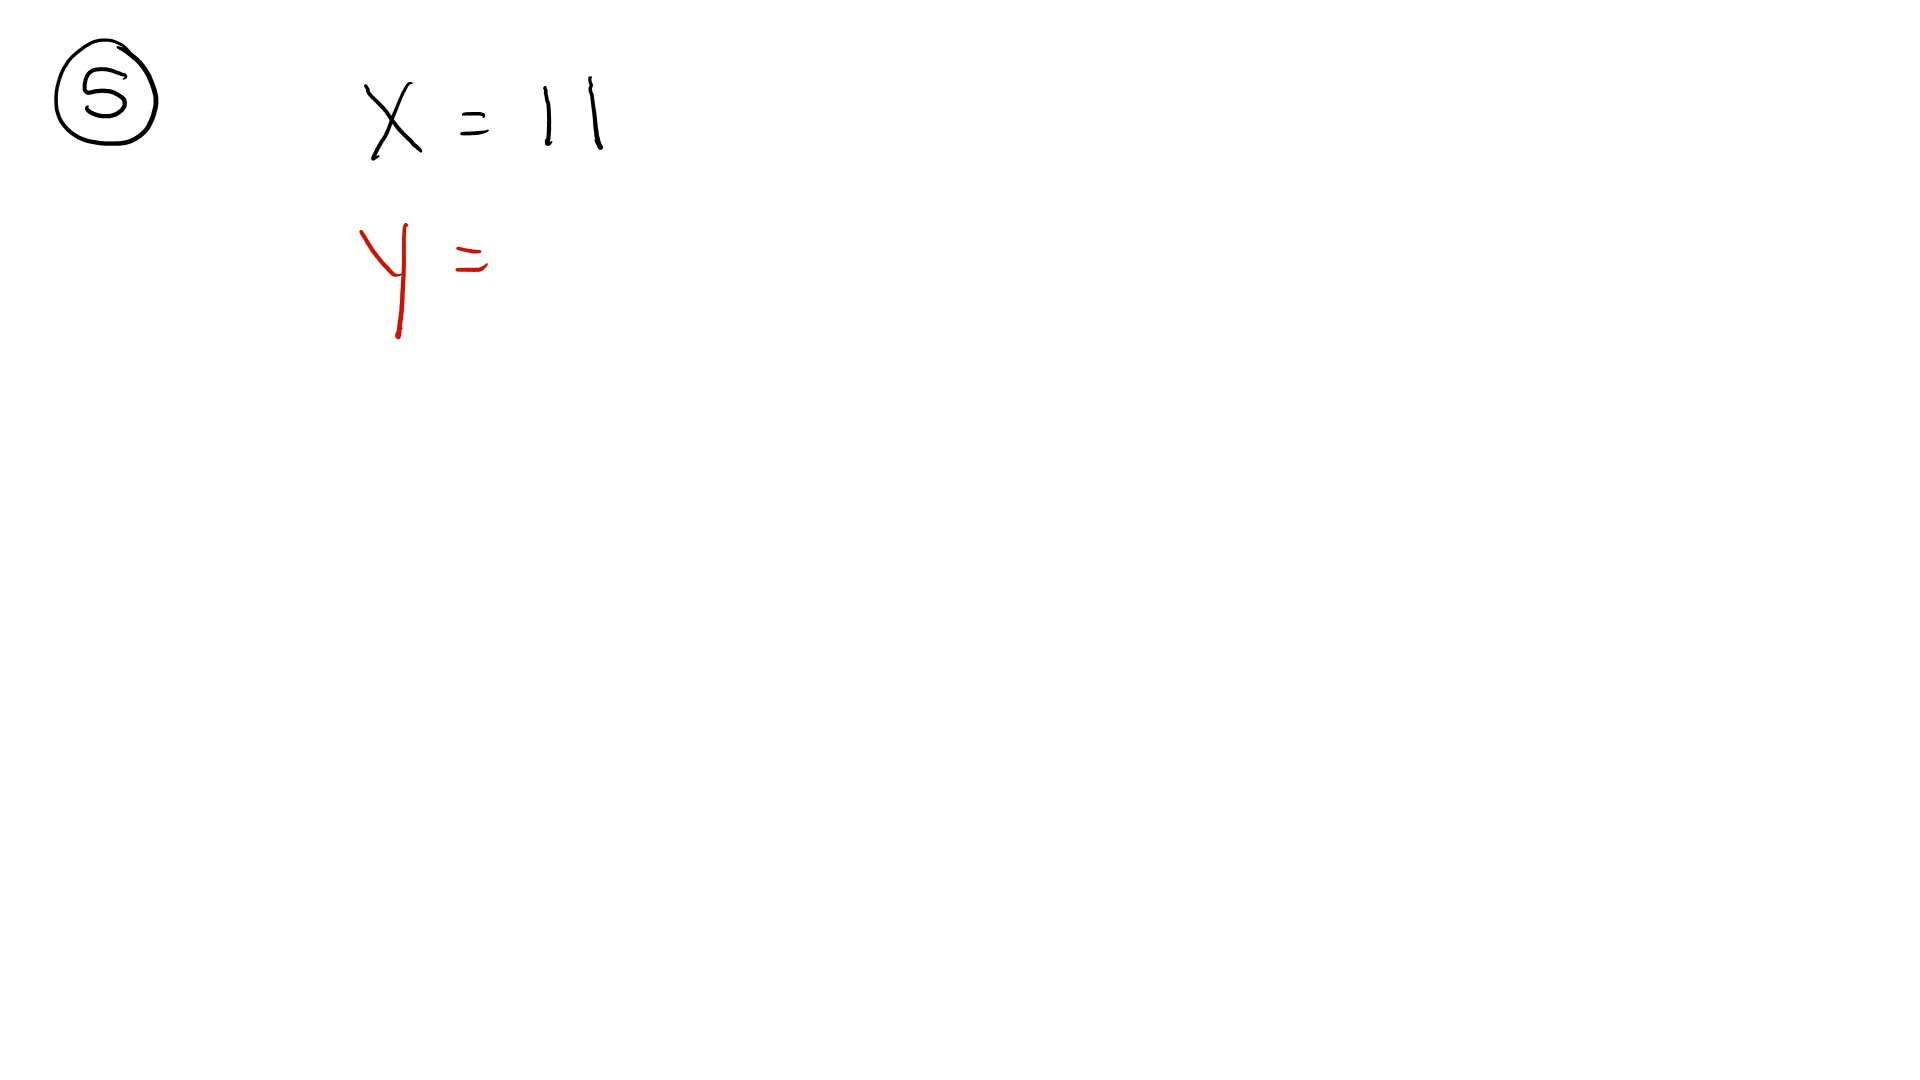 ⑤ X = 11
y =